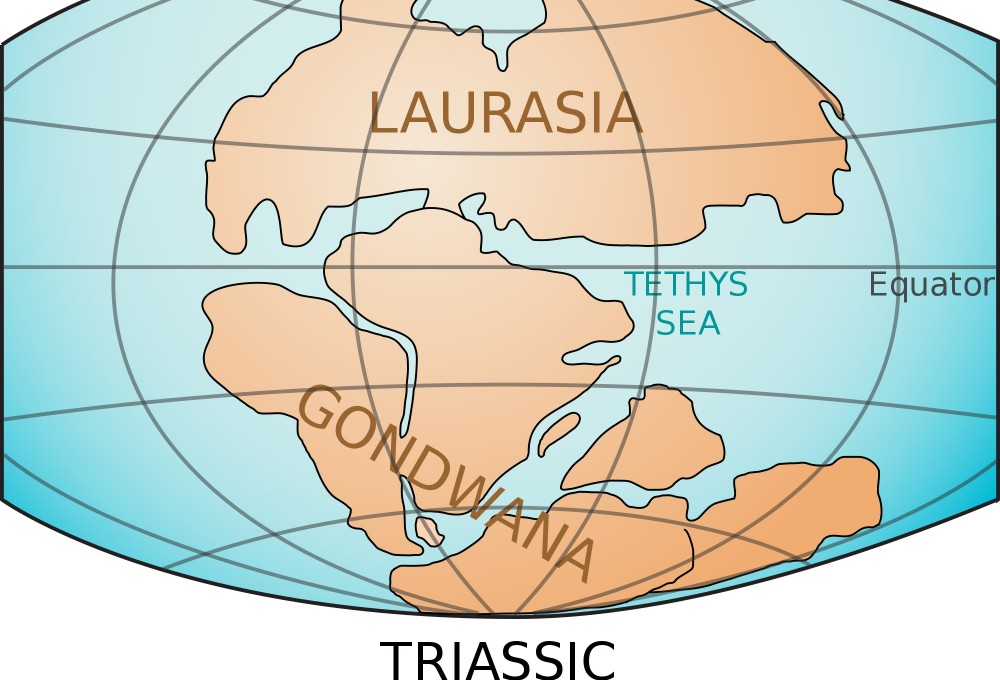 LAURASIA
TETHYS
SEA
Equator
GONDWANA
TRIASSIC